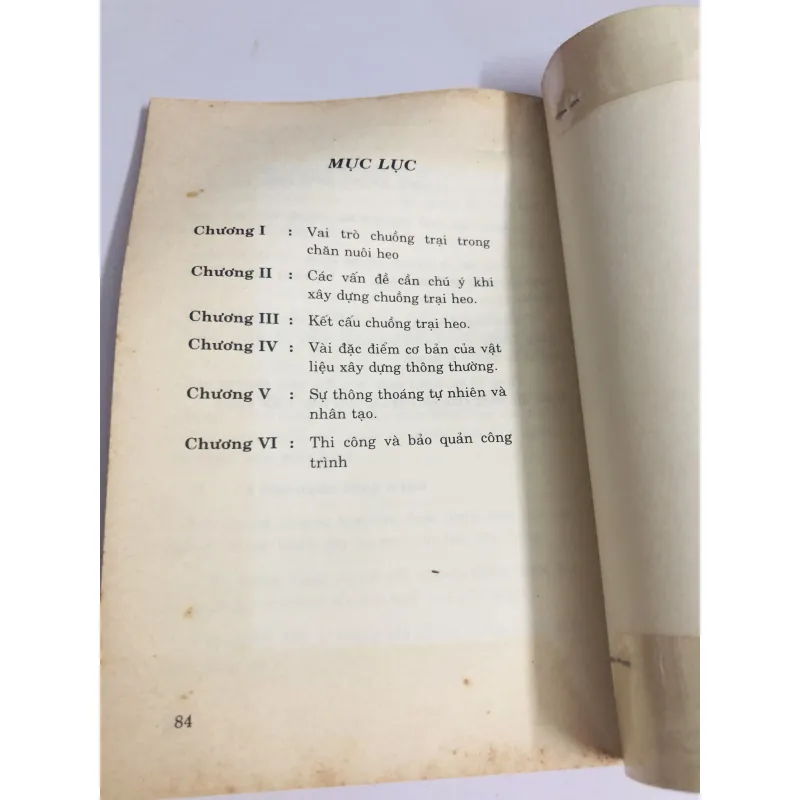 MỤC LỤC
Chương I : Vai trò chuồng trại trong
chăn nuôi heo
Chương II : Các vấn đề cần chú ý khi
xây dựng chuồng trại heo.
Chương III : Kết cấu chuồng trại heo.
Chương IV : Vài đặc điểm cơ bản của vật
liệu xây dựng thông thường.
Chương V : Sự thông thoáng tự nhiên và
nhân tạo.
Chương VI : Thi công và bảo quản công
trình
84